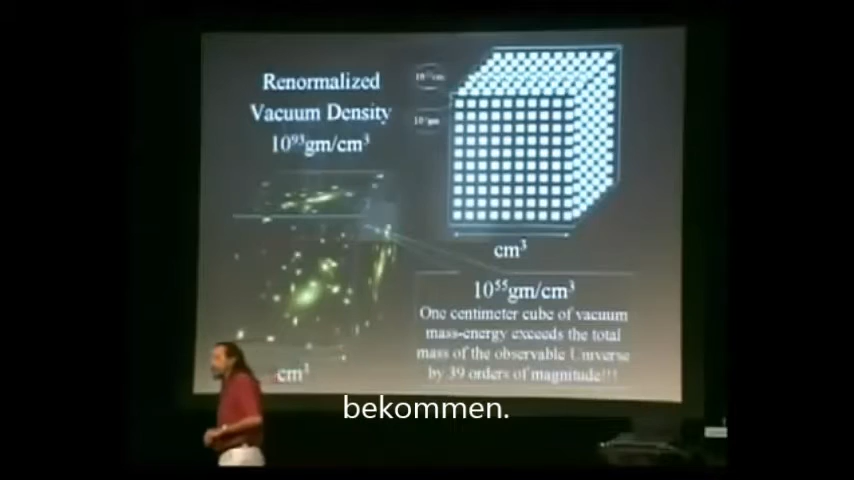 Renormalized
Vacuum Density
10⁹³gm/cm³
cm³
cm³
10⁵⁵gm/cm³
One centimeter cube of vacuum
mass-energy exceeds the total
mass of the observable Universe
by 39 orders of magnitude!!!
bekommen.